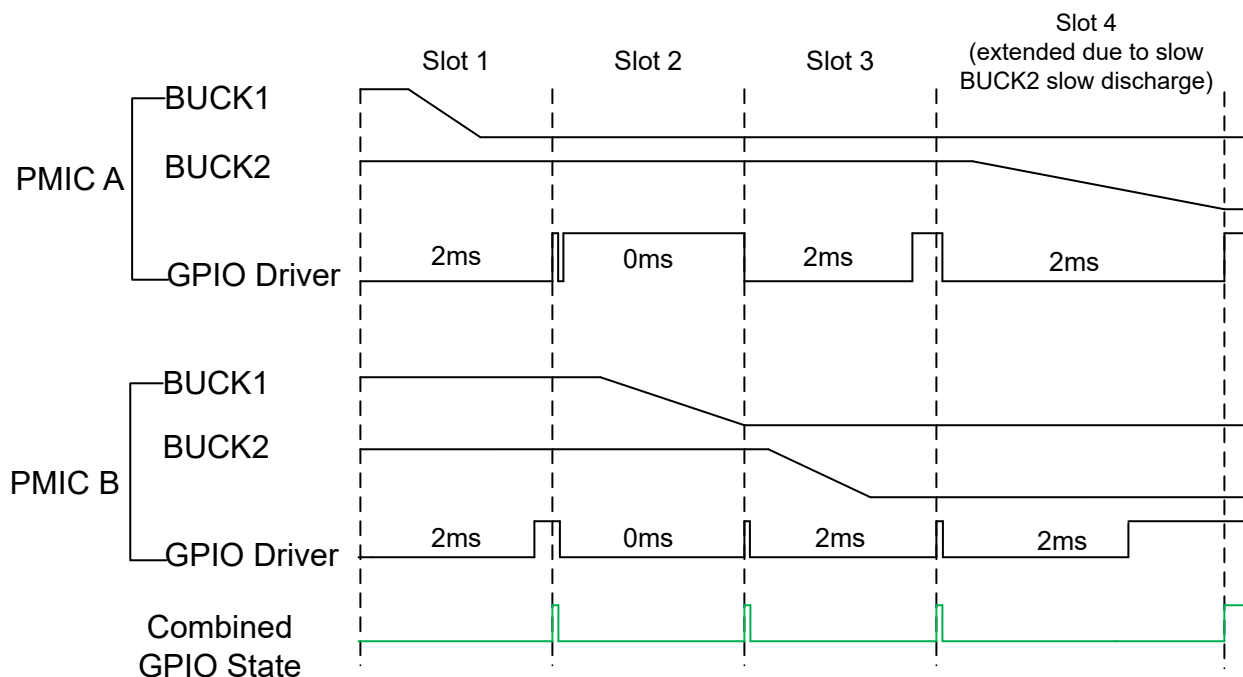 Slot 1
Slot 2
Slot 3
Slot 4
(extended due to slow
BUCK2 slow discharge)
PMIC A
BUCK1
BUCK2
GPIO Driver
2ms
0ms
2ms
2ms
PMIC B
BUCK1
BUCK2
GPIO Driver
2ms
0ms
2ms
2ms
Combined
GPIO State